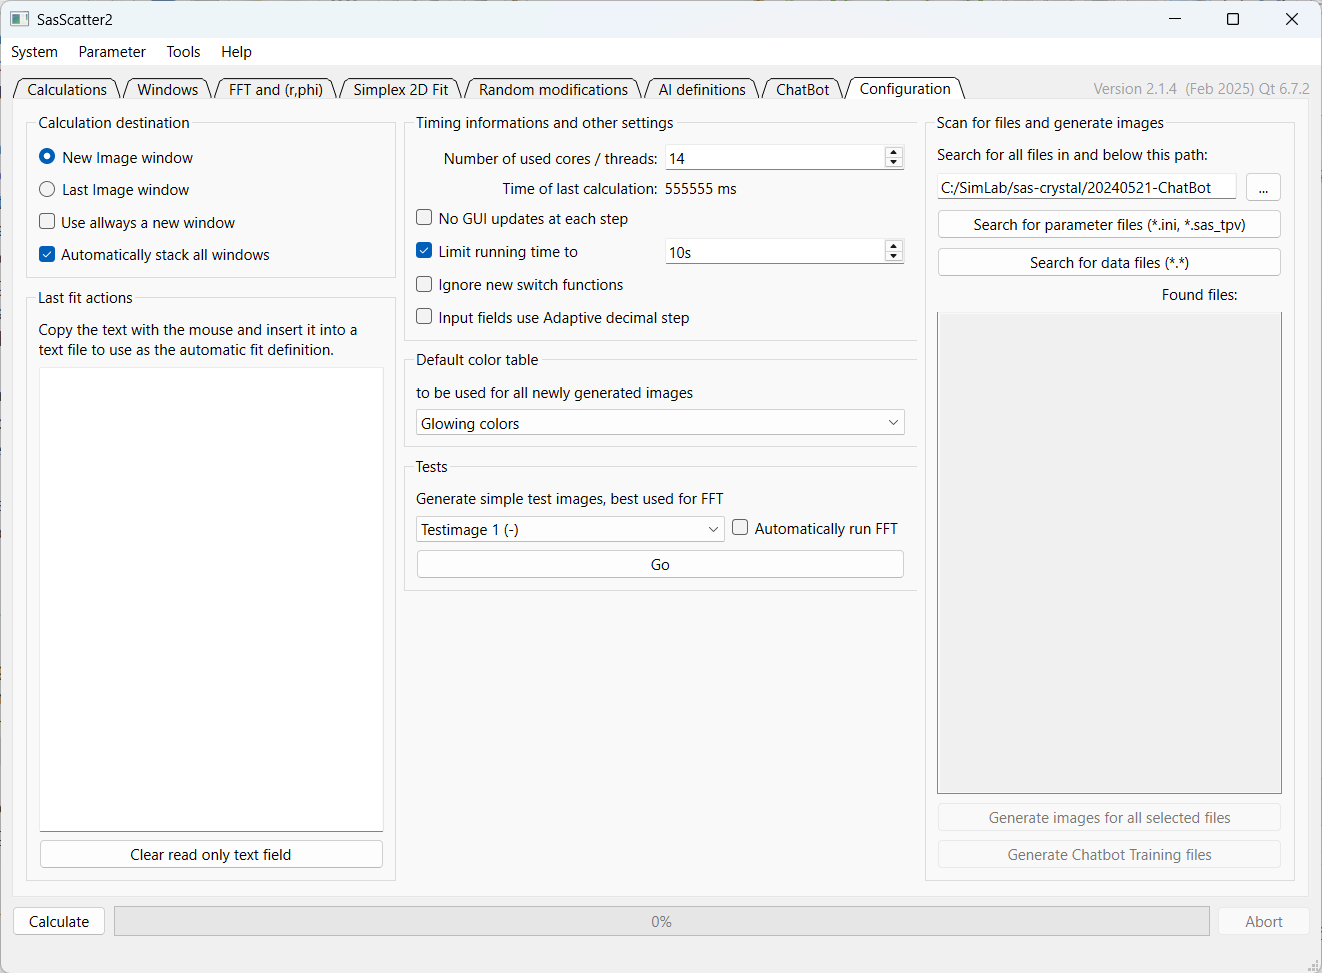 SasScatter2
System Parameter Tools Help
Calculations Windows FFT and (r,phi) Simplex 2D Fit Random modifications AI definitions ChatBot Configuration Version 2.1.4 (Feb 2025) Qt 6.7.2
Calculation destination
New Image window
Last Image window
Use allways a new window
Automatically stack all windows
Last fit actions
Copy the text with the mouse and insert it into a
text file to use as the automatic fit definition.
Clear read only text field
Timing informations and other settings
Number of used cores / threads: 14
Time of last calculation: 555555 ms
No GUI updates at each step
Limit running time to 10s
Ignore new switch functions
Input fields use Adaptive decimal step
Default color table
to be used for all newly generated images
Glowing colors
Tests
Generate simple test images, best used for FFT
Testimage 1 (-) Automatically run FFT
Go
Scan for files and generate images
Search for all files in and below this path:
C:/SimLab/sas-crystal/20240521-ChatBot ...
Search for parameter files (*.ini, *.sas_tpv)
Search for data files (*.*)
Found files:
Generate images for all selected files
Generate Chatbot Training files
Calculate 0% Abort